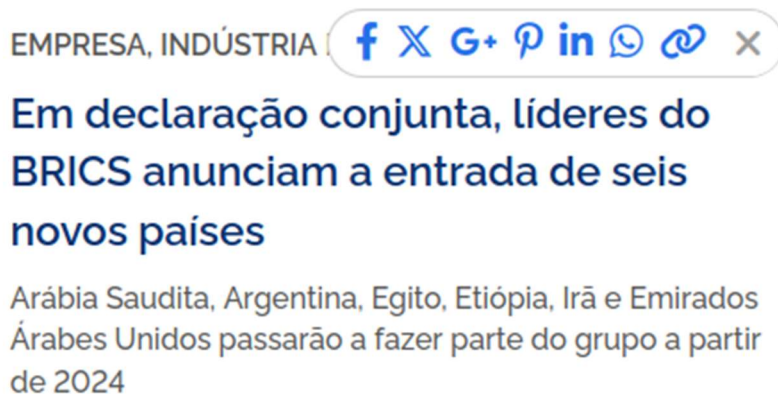 EMPRESA, INDÚSTRIA
Em declaração conjunta, líderes do
BRICS anunciam a entrada de seis
novos países
Arábia Saudita, Argentina, Egito, Etiópia, Irã e Emirados
Árabes Unidos passarão a fazer parte do grupo a partir
de 2024